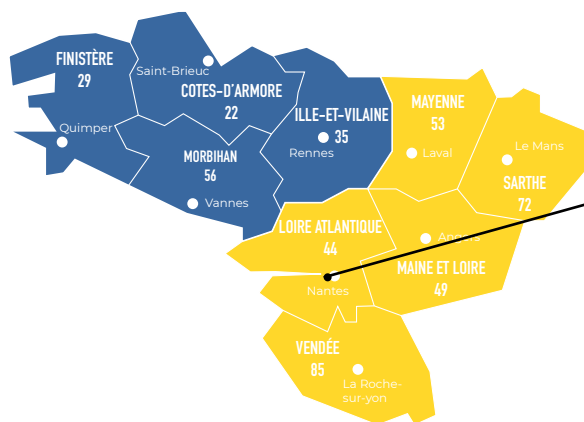 FINISTÈRE
29
Quimper
Saint-Brieuc
COTES-D'ARMORE
22
MORBIHAN
56
Vannes
ILLE-ET-VILAINE
35
Rennes
MAYENNE
53
Laval
Le Mans
SARTHE
72
LOIRE ATLANTIQUE
44
Nantes
Angers
MAINE ET LOIRE
49
VENDÉE
85
La Roche-
sur-yon